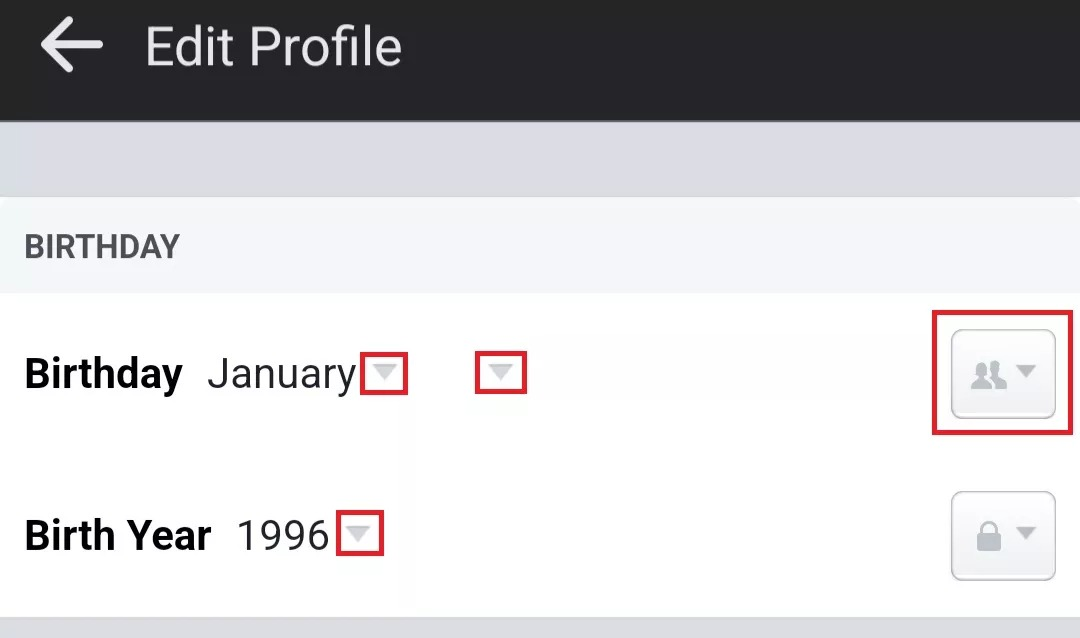 Edit Profile
BIRTHDAY
Birthday January
Birth Year 1996